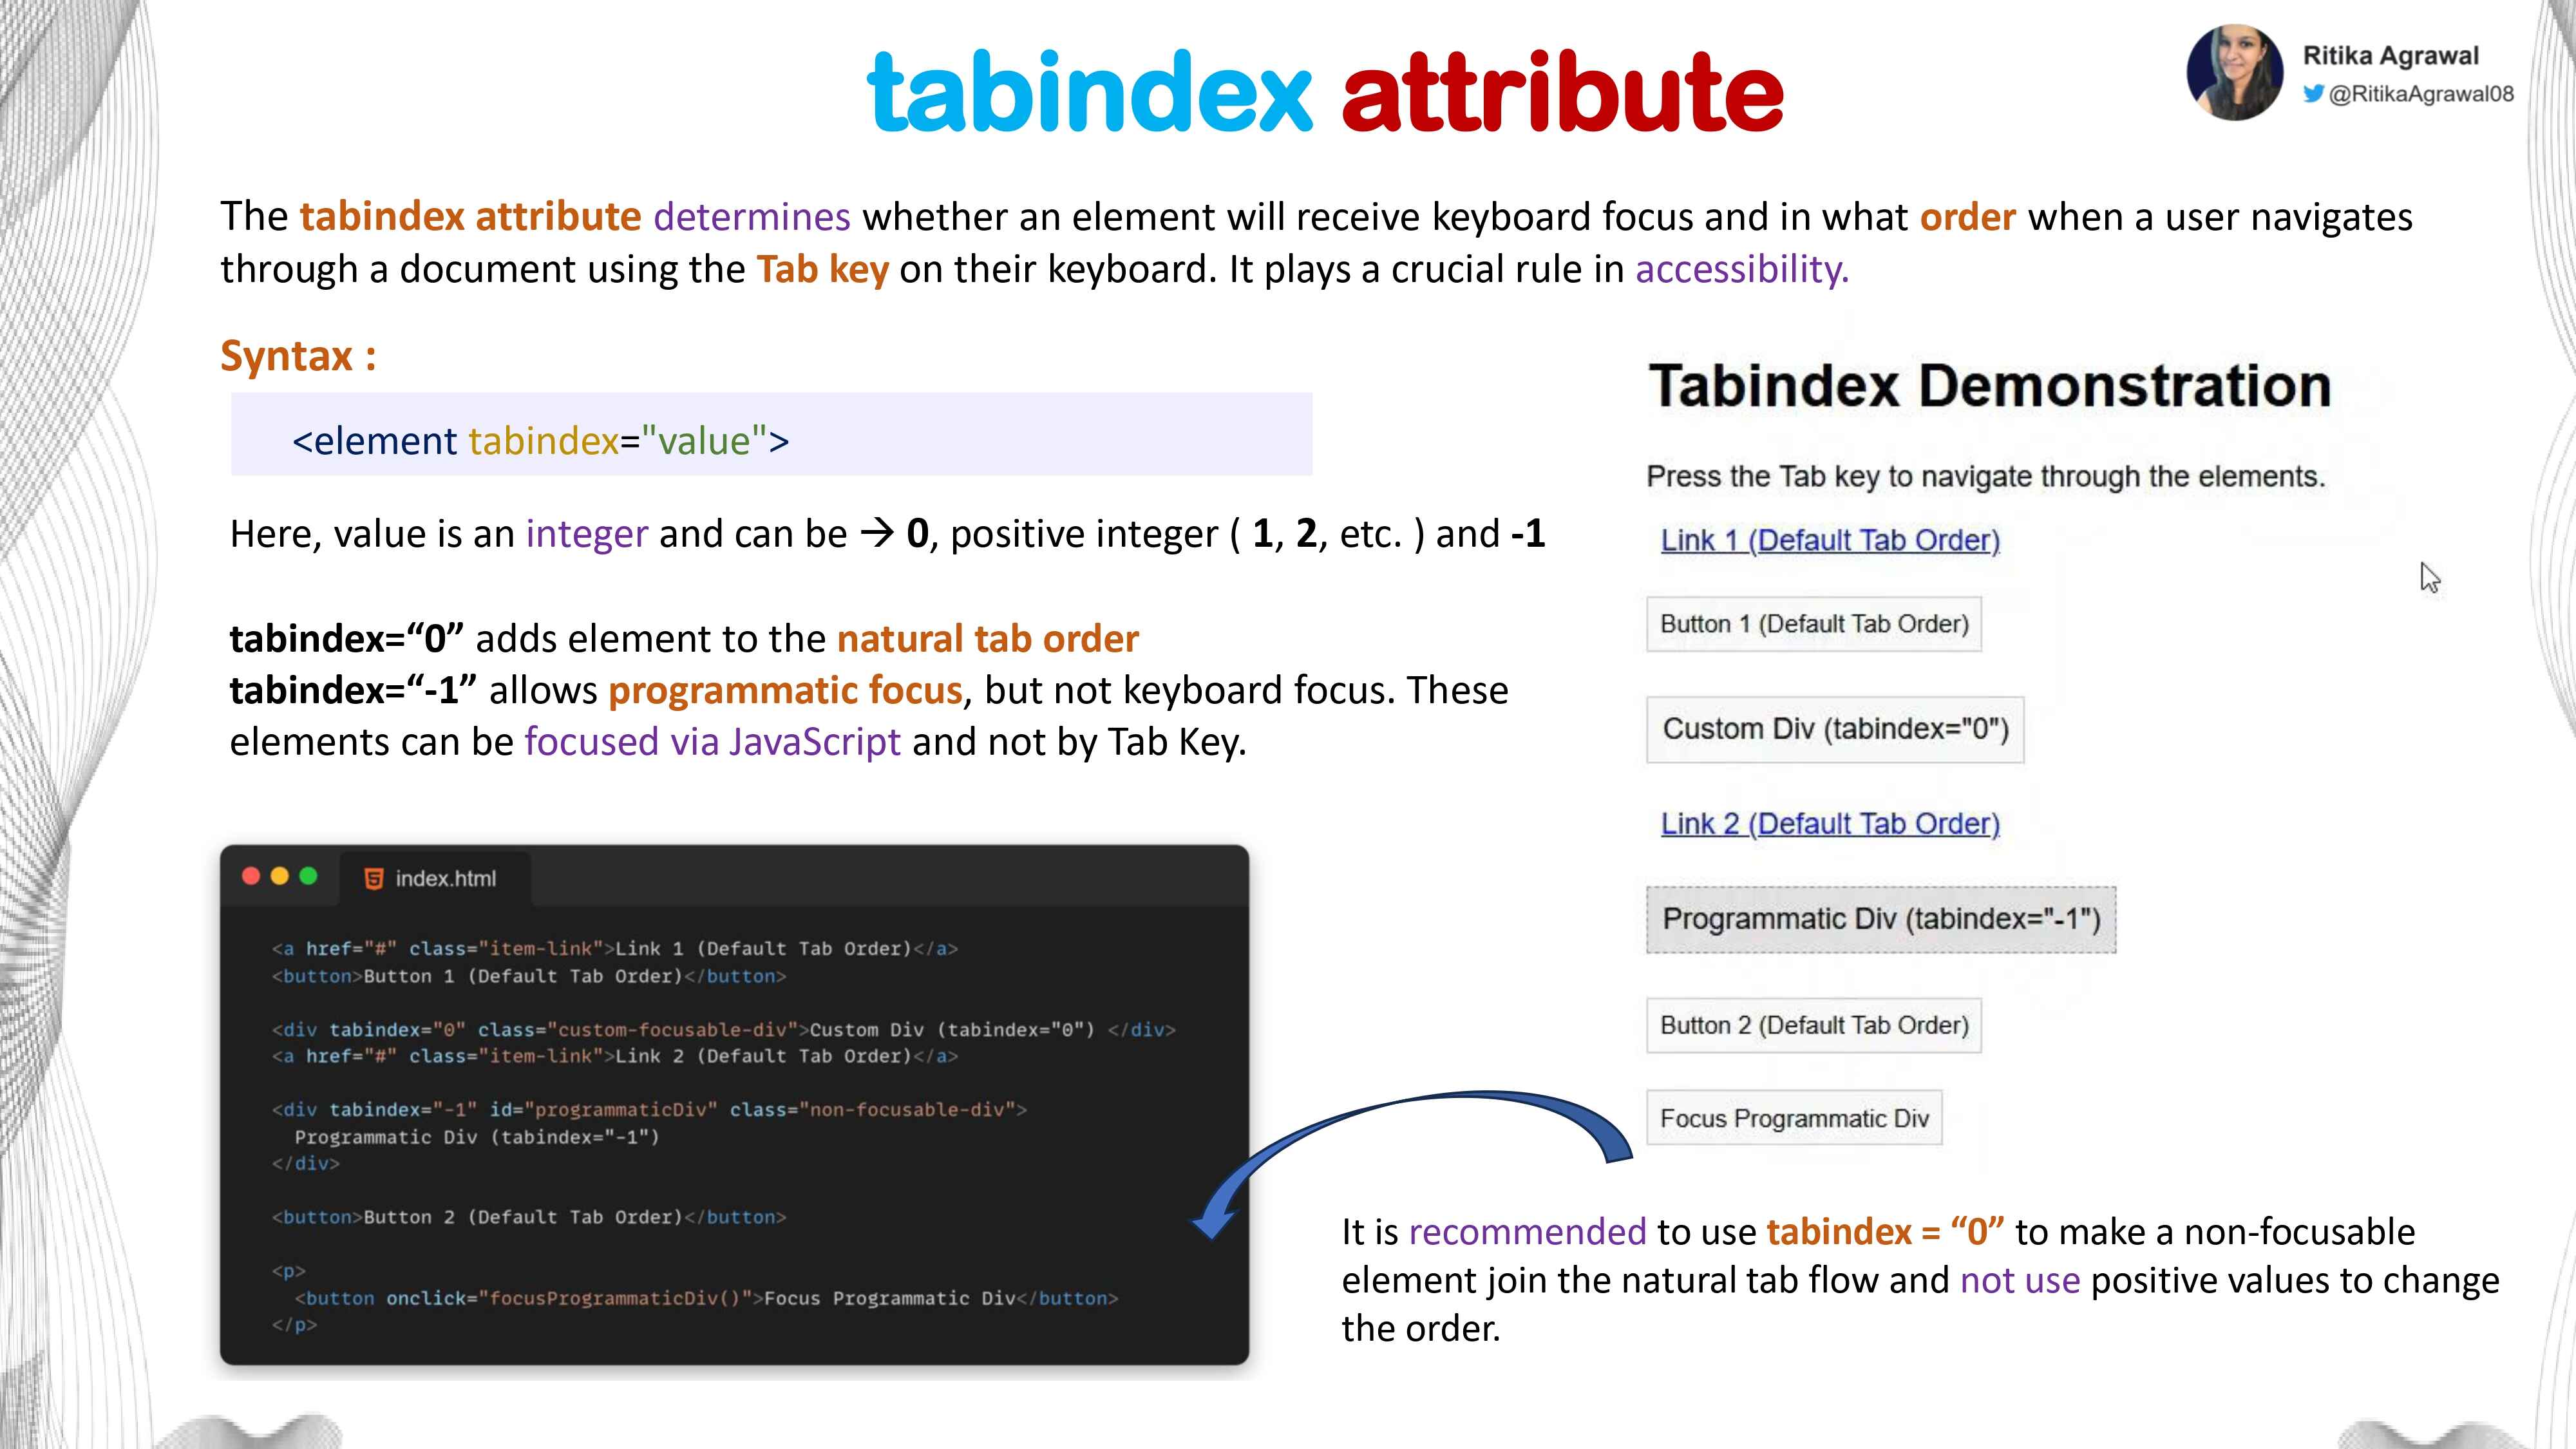 tabindex attribute
Ritika Agrawal
@RitikaAgrawal08
The tabindex attribute determines whether an element will receive keyboard focus and in what order when a user navigates
through a document using the Tab key on their keyboard. It plays a crucial rule in accessibility.
Syntax :
<element tabindex="value">
Here, value is an integer and can be → 0, positive integer ( 1, 2, etc. ) and -1
tabindex=“0” adds element to the natural tab order
tabindex=“-1” allows programmatic focus, but not keyboard focus. These
elements can be focused via JavaScript and not by Tab Key.
index.html
<a href="#" class="item-link">Link 1 (Default Tab Order)</a>
<button>Button 1 (Default Tab Order)</button>
<div tabindex="0" class="custom-focusable-div">Custom Div (tabindex="0") </div>
<a href="#" class="item-link">Link 2 (Default Tab Order)</a>
<div tabindex="-1" id="programmaticDiv" class="non-focusable-div">
Programmatic Div (tabindex="-1")
</div>
<button>Button 2 (Default Tab Order)</button>
<p>
<button onclick="focusProgrammaticDiv()">Focus Programmatic Div</button>
</p>
Tabindex Demonstration
Press the Tab key to navigate through the elements.
Link 1 (Default Tab Order)
Button 1 (Default Tab Order)
Custom Div (tabindex="0")
Link 2 (Default Tab Order)
Programmatic Div (tabindex="-1")
Button 2 (Default Tab Order)
Focus Programmatic Div
It is recommended to use tabindex = “0” to make a non-focusable
element join the natural tab flow and not use positive values to change
the order.